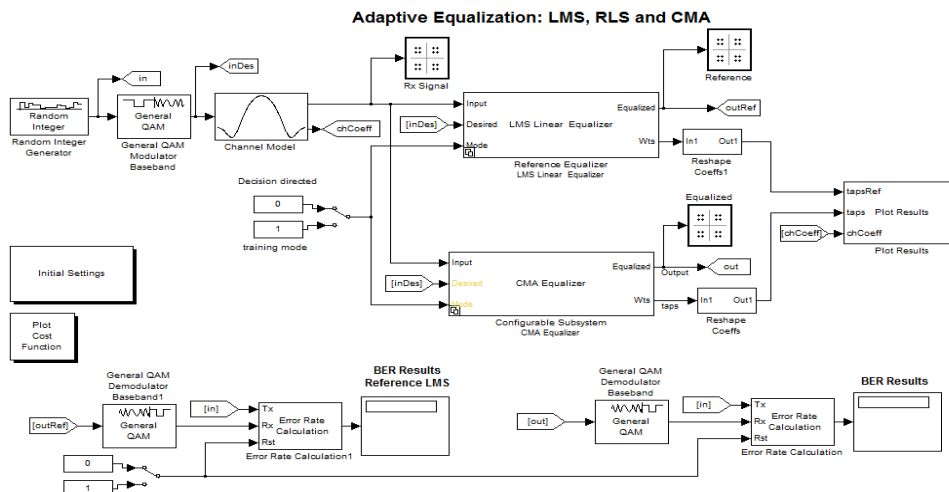 Adaptive Equalization: LMS, RLS and CMA
in
inDes
Random
Integer
Random Integer
Generator
General
QAM
General QAM
Modulator
Baseband
Channel Model
chCoeff
Rx Signal
Input
[inDes]
Desired
Mode
LMS Linear Equalizer
Equalized
Wts
Reference Equalizer
LMS Linear Equalizer
Reference
outRef
In1
Out1
Reshape
Coeffs1
Decision directed
0
1
training mode
Equalized
tapsRef
taps
[chCoeff]
chCoeff
Plot Results
Plot Results
Initial Settings
Input
[inDes]
Desired
Mode
CMA Equalizer
Equalized
Wts
Output
out
taps
In1
Out1
Reshape
Coeffs
Configurable Subsystem
CMA Equalizer
Plot
Cost
Function
General QAM
Demodulator
Baseband1
[outRef]
General
QAM
[in]
Tx
Rx
Rst
Error Rate
Calculation
Error Rate Calculation1
BER Results
Reference LMS
General QAM
Demodulator
Baseband
[out]
General
QAM
[in]
Tx
Rx
Rst
Error Rate
Calculation
Error Rate Calculation
BER Results
0
1